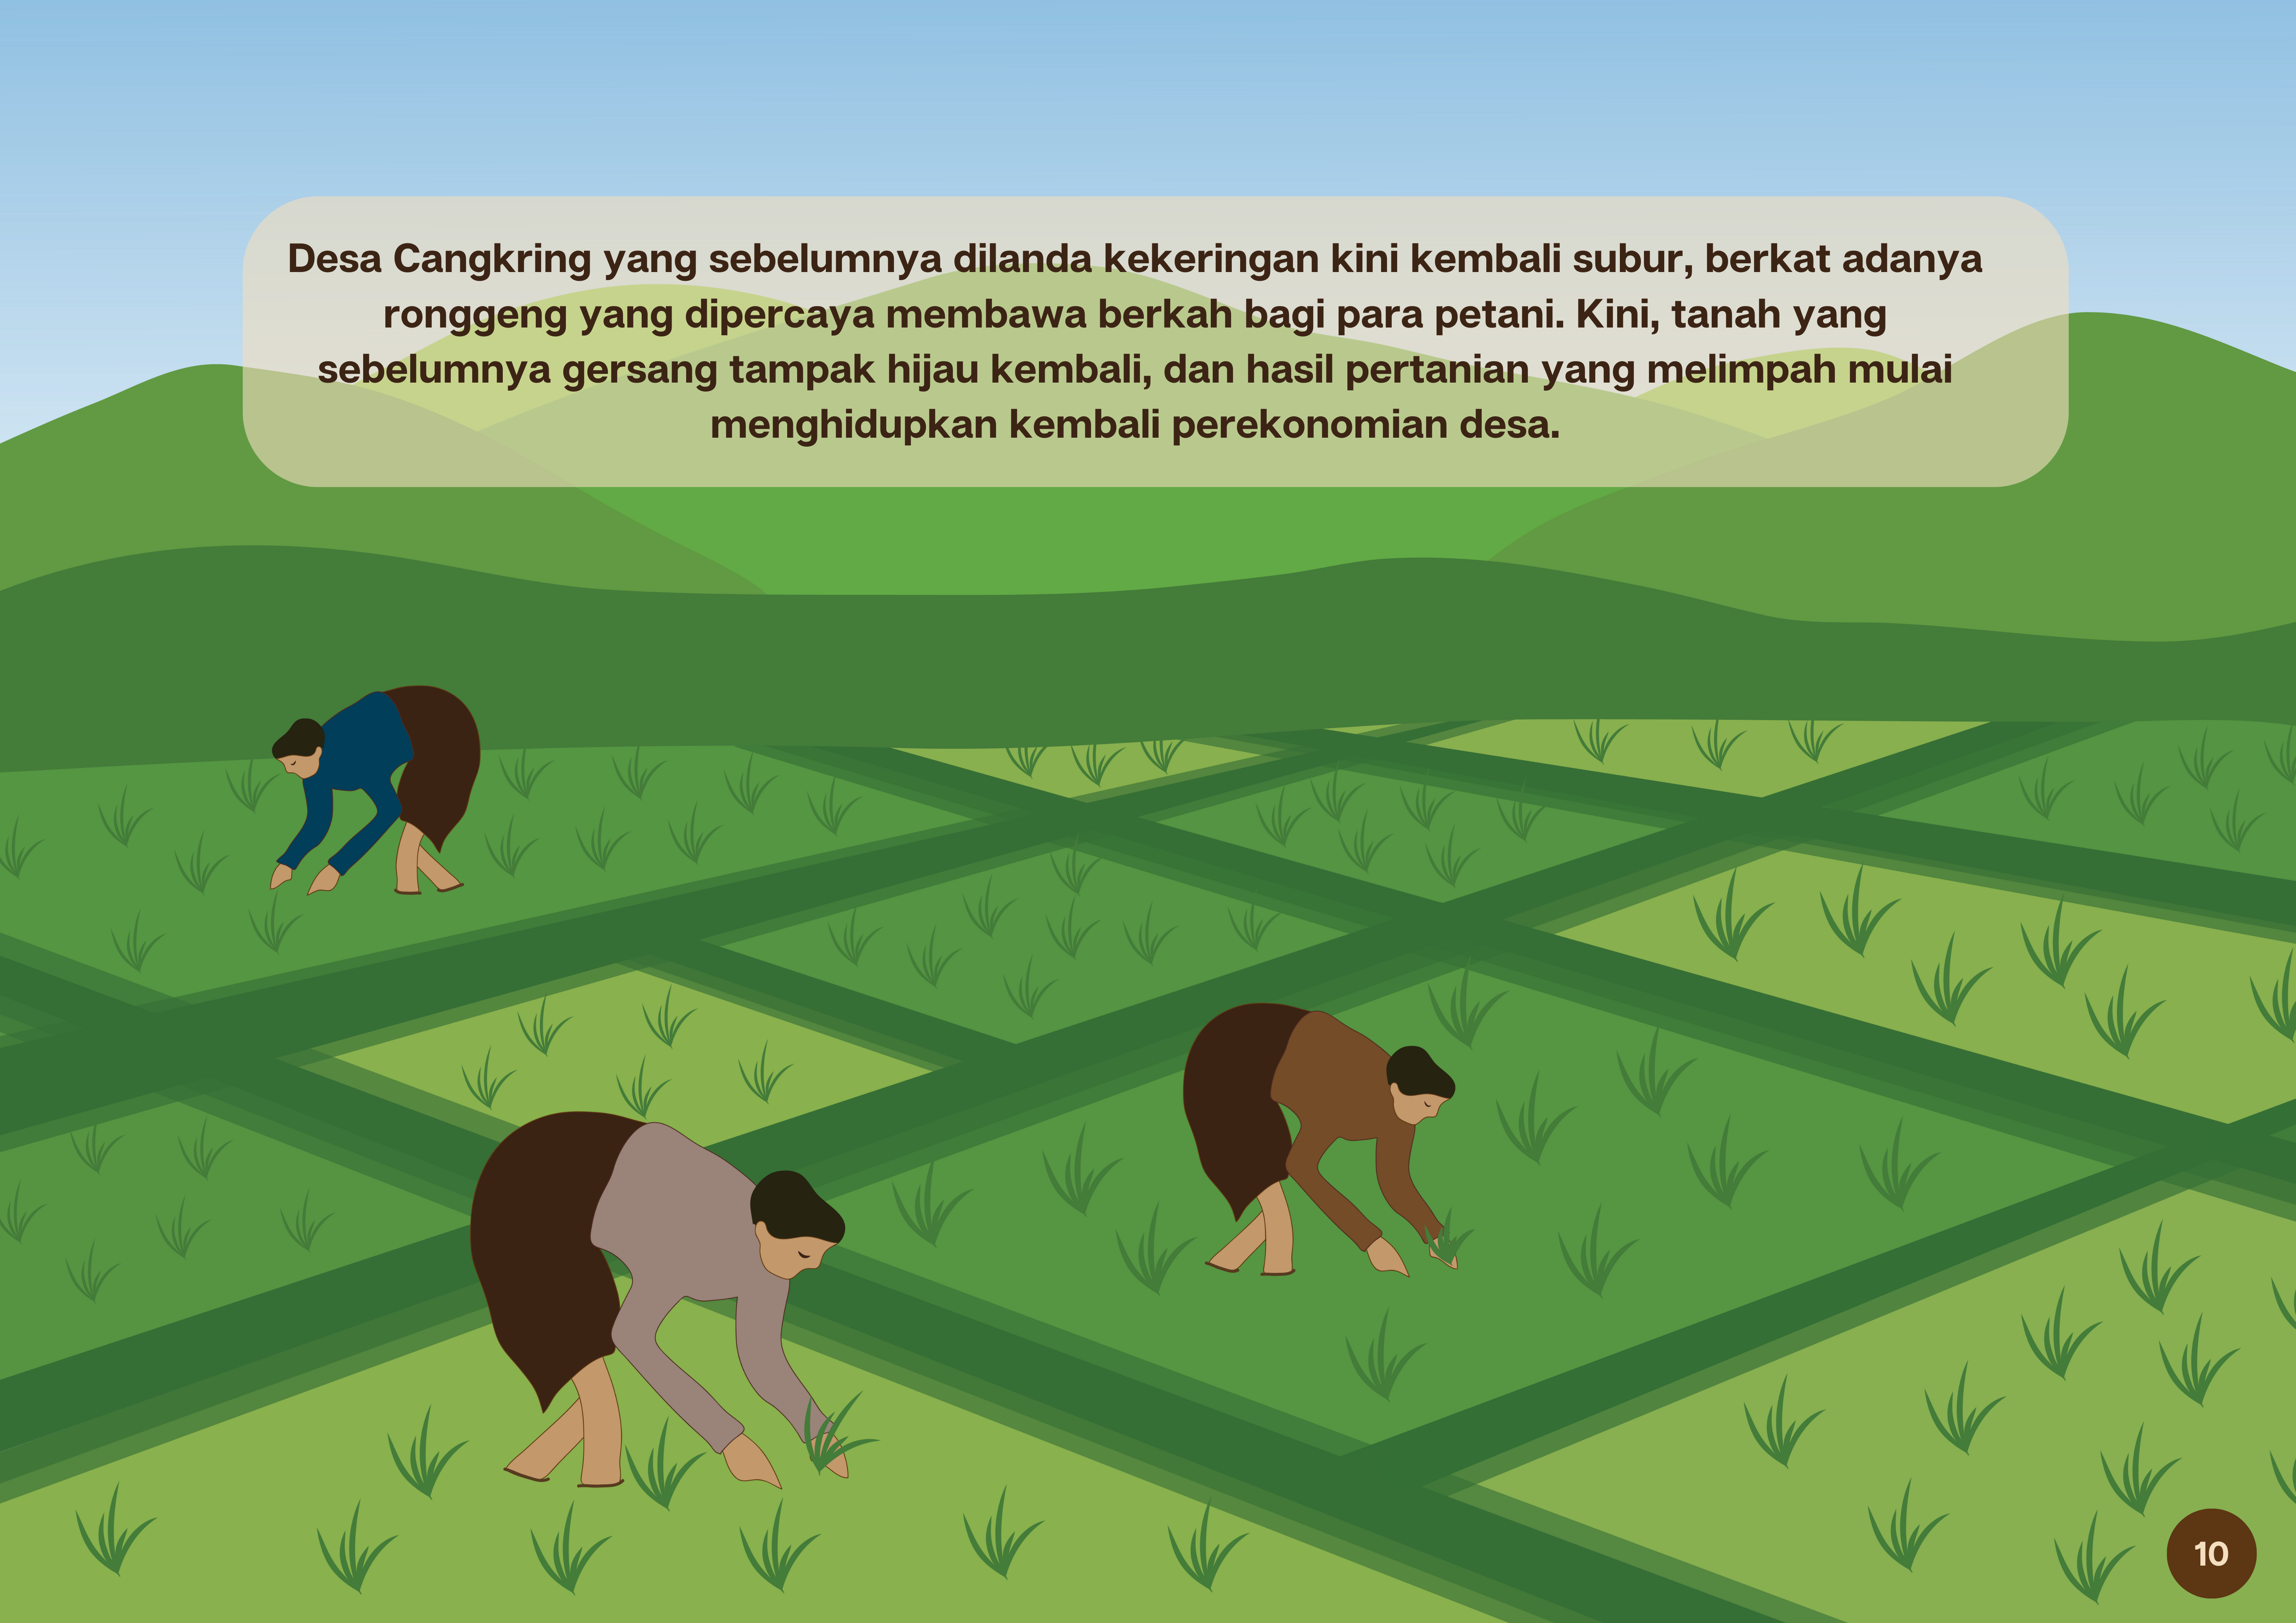 Desa Cangkring yang sebelumnya dilanda kekeringan kini kembali subur, berkat adanya
ronggeng yang dipercaya membawa berkah bagi para petani. Kini, tanah yang
sebelumnya gersang tampak hijau kembali, dan hasil pertanian yang melimpah mulai
menghidupkan kembali perekonomian desa.
10